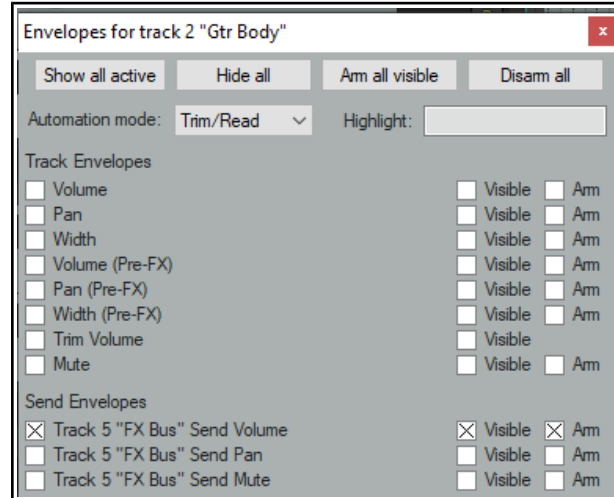 Envelopes for track 2 "Gtr Body" x
Show all active Hide all Arm all visible Disarm all
Automation mode: Trim/Read Highlight:
Track Envelopes
Volume Visible Arm
Pan Visible Arm
Width Visible Arm
Volume (Pre-FX) Visible Arm
Pan (Pre-FX) Visible Arm
Width (Pre-FX) Visible Arm
Trim Volume Visible
Mute Visible Arm
Send Envelopes
Track 5 "FX Bus" Send Volume Visible Arm
Track 5 "FX Bus" Send Pan Visible Arm
Track 5 "FX Bus" Send Mute Visible Arm